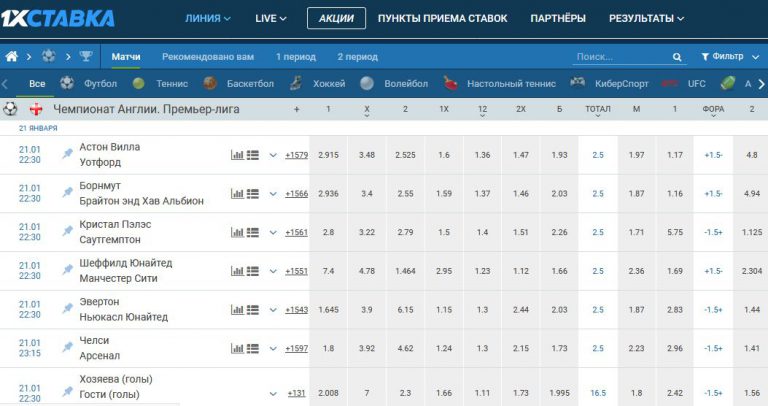 1XСТАВКА ЛИНИЯ LIVE АКЦИИ ПУНКТЫ ПРИЕМА СТАВОК ПАРТНЁРЫ РЕЗУЛЬТАТЫ
Матчи Рекомендовано вам 1 период 2 период Поиск... Фильтр
Все Футбол Теннис Баскетбол Хоккей Волейбол Настольный теннис КиберСпорт UFC А
Чемпионат Англии. Премьер-лига + 1 X 2 1X 12 2X Б ТОТАЛ М 1 ФОРА 2
21 ЯНВАРЯ
21.01 22:30 Астон Вилла Уотфорд +1579 2.915 3.48 2.525 1.6 1.36 1.47 1.93 2.5 1.97 1.17 +1.5- 4.8
21.01 22:30 Борнмут Брайтон энд Хав Альбион +1566 2.936 3.4 2.55 1.59 1.37 1.46 2.03 2.5 1.87 1.16 +1.5- 4.94
21.01 22:30 Кристал Пэлэс Саутгемптон +1561 2.8 3.22 2.79 1.5 1.4 1.51 2.26 2.5 1.71 5.75 -1.5+ 1.125
21.01 22:30 Шеффилд Юнайтед Манчестер Сити +1551 7.4 4.78 1.464 2.95 1.23 1.12 1.66 2.5 2.36 1.69 +1.5+ 2.304
21.01 22:30 Эвертон Ньюкасл Юнайтед +1543 1.645 3.9 6.15 1.15 1.3 2.44 2.03 2.5 1.87 2.83 -1.5+ 1.44
21.01 23:15 Челси Арсенал +1597 1.8 3.92 4.62 1.24 1.3 2.15 1.73 2.5 2.23 2.96 -1.5+ 1.41
21.01 22:30 Хозяева (голы) Гости (голы) +131 2.008 7 2.3 1.66 1.11 1.73 1.995 16.5 1.8 2.42 -1.5+ 1.56